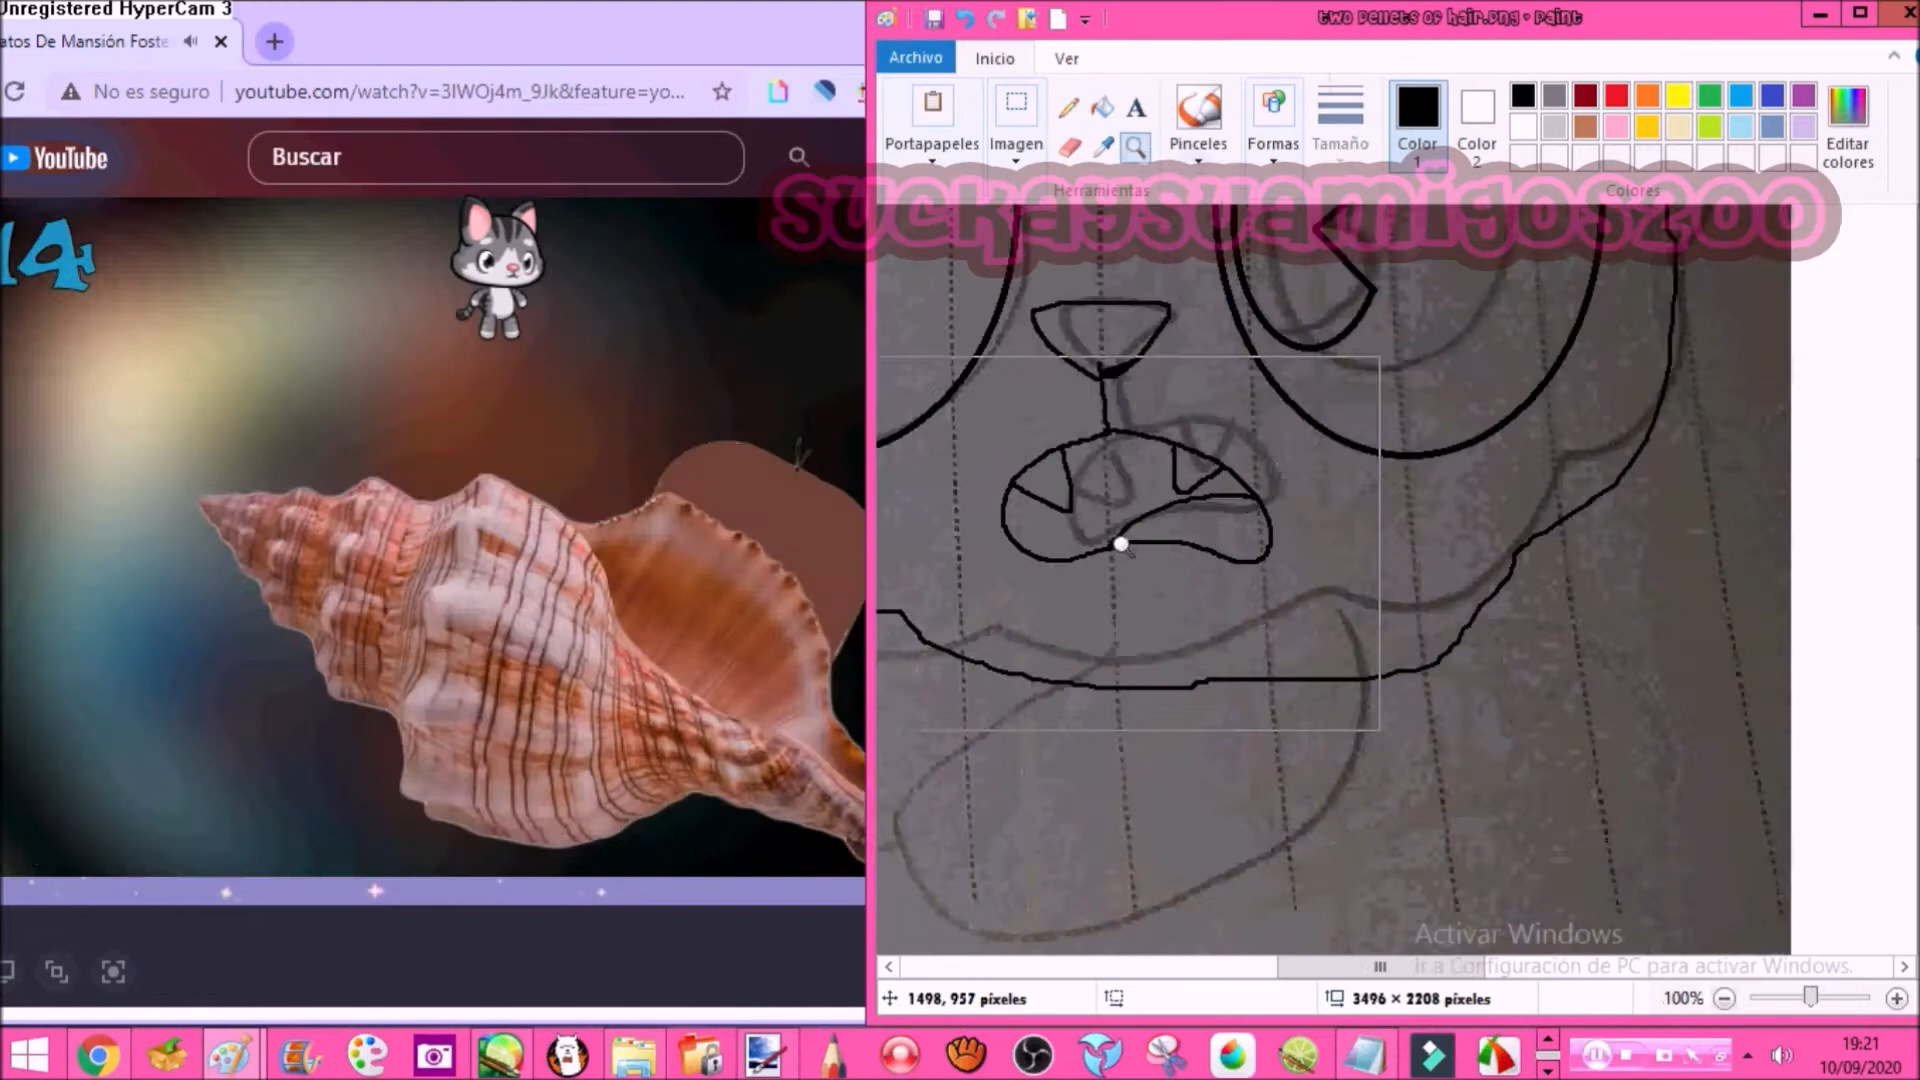 Unregistered HyperCam 3
atos De Mansión Foste
No es seguro
youtube.com/watch?v=3IWOj4m_9Jk&feature=yo...
YouTube
Buscar
14
two pellets of hair.png - Paint
Archivo
Inicio
Ver
Portapapeles
Imagen
Pinceles
Formas
Tamaño
Color 1
Color 2
Editar colores
Herramientas
Colores
suckaysuamigos200
Activar Windows
Ir a Configuración de PC para activar Windows.
1498, 957 píxeles
3496 × 2208 píxeles
100%
19:21
10/09/2020